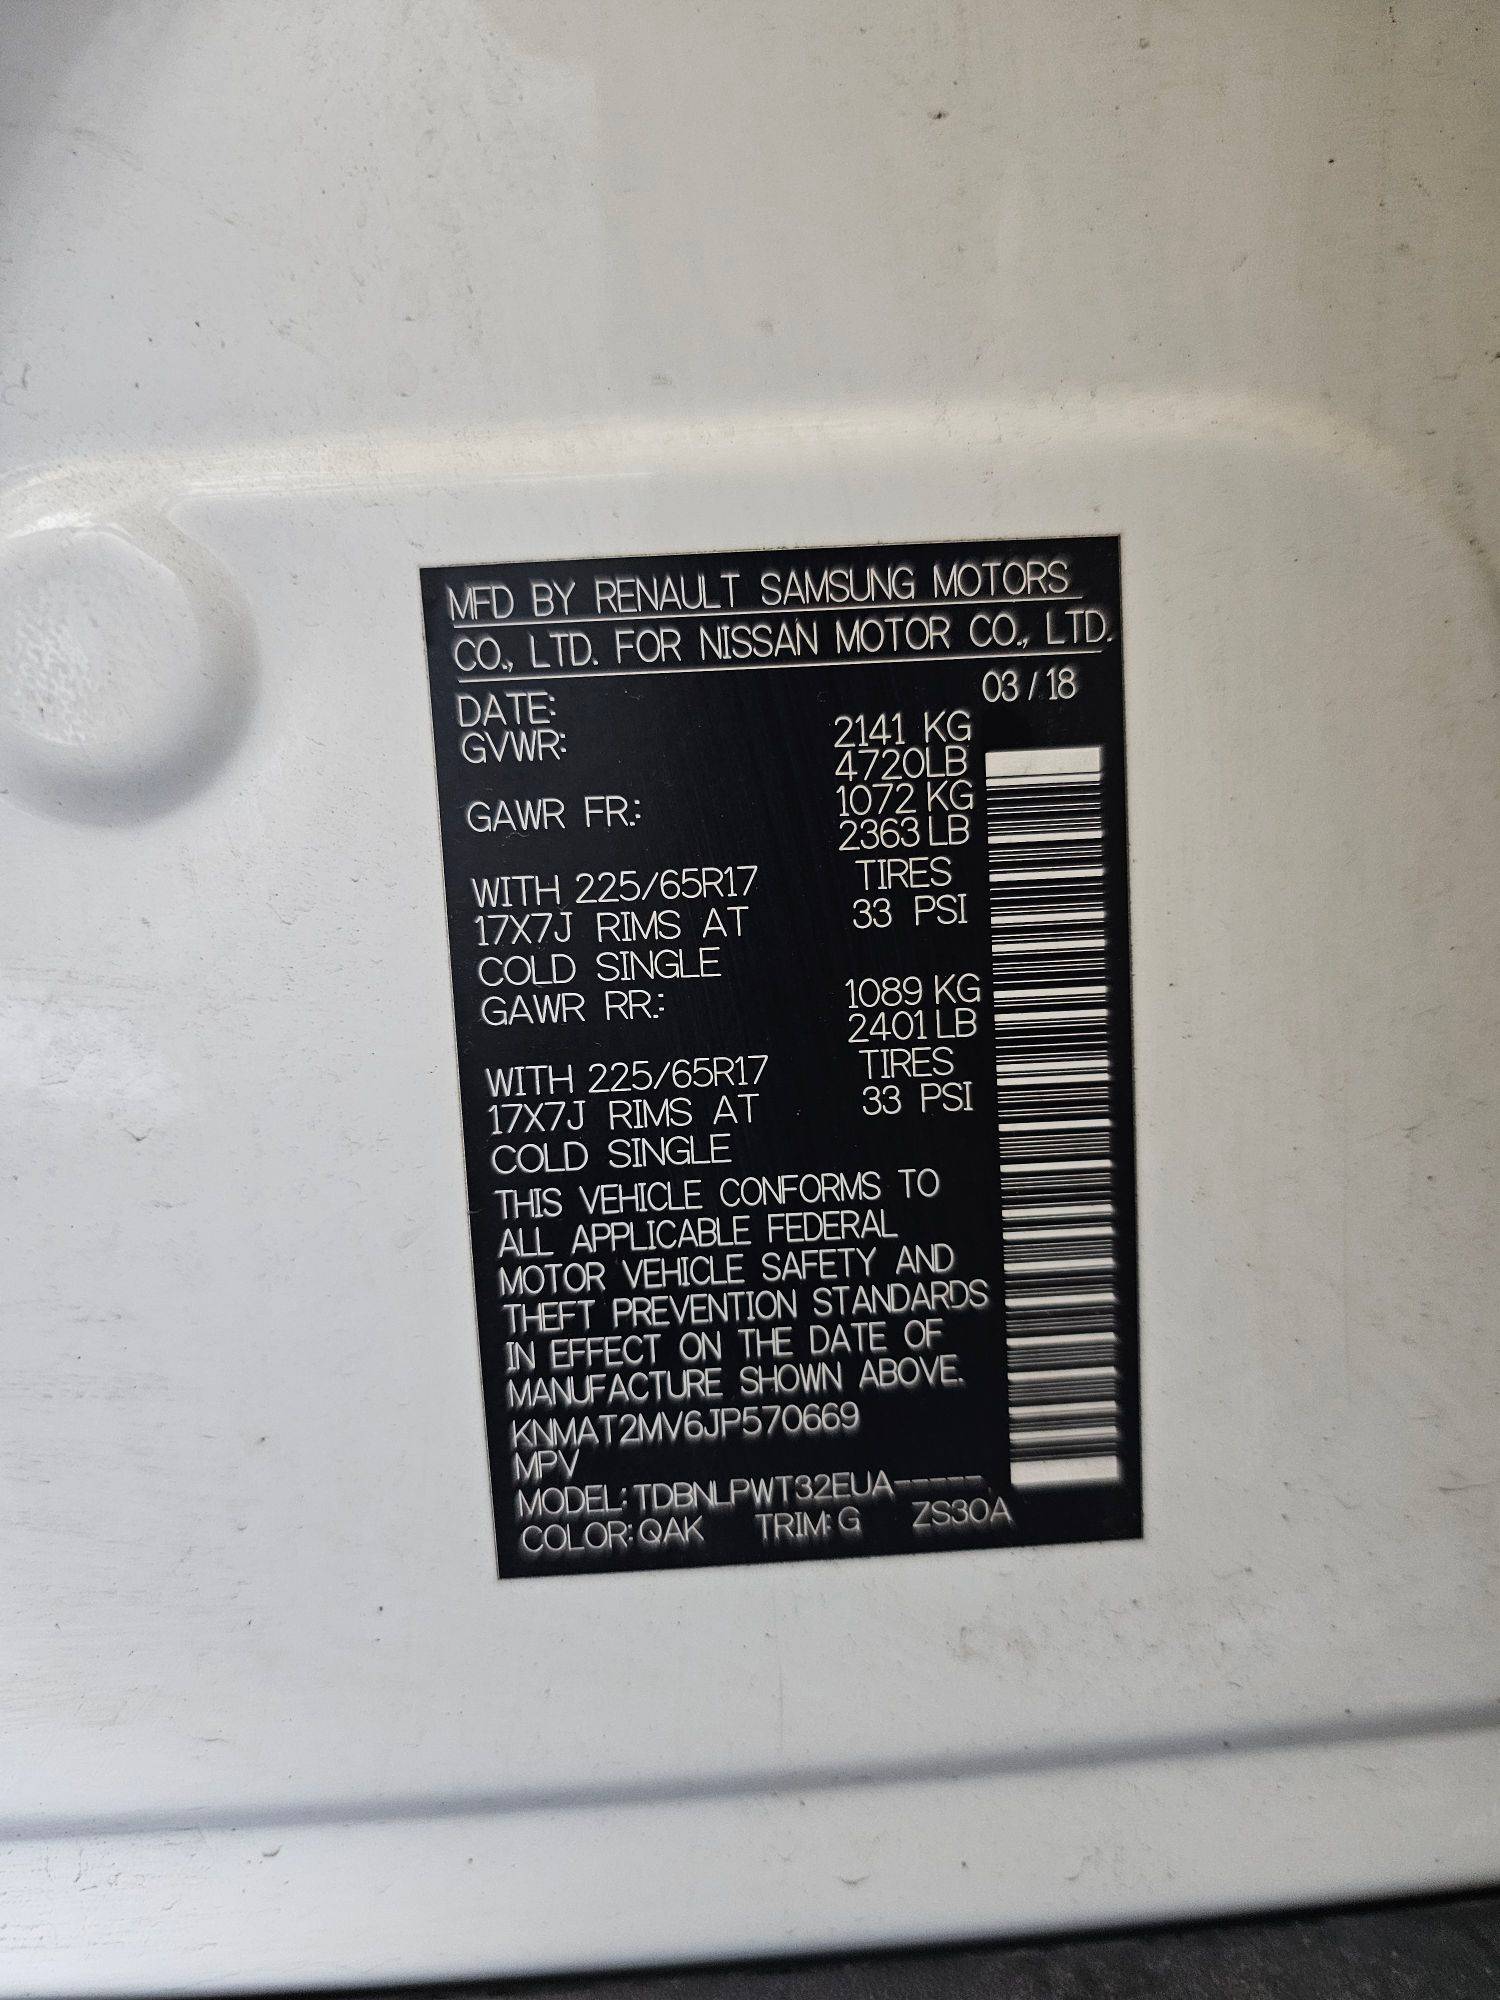 MFD BY RENAULT SAMSUNG MOTORS
CO., LTD. FOR NISSAN MOTOR CO., LTD.
DATE: 03 / 18
GVWR: 2141 KG
4720LB
GAWR FR.: 1072 KG
2363 LB
WITH 225/65R17 TIRES
17X7J RIMS AT 33 PSI
COLD SINGLE
GAWR RR.: 1089 KG
2401 LB
WITH 225/65R17 TIRES
17X7J RIMS AT 33 PSI
COLD SINGLE
THIS VEHICLE CONFORMS TO
ALL APPLICABLE FEDERAL
MOTOR VEHICLE SAFETY AND
THEFT PREVENTION STANDARDS
IN EFFECT ON THE DATE OF
MANUFACTURE SHOWN ABOVE.
KNMAT2MV6JP570669
MPV
MODEL: TDBNLPWT32EUA-----
COLOR: QAK TRIM: G ZS30A